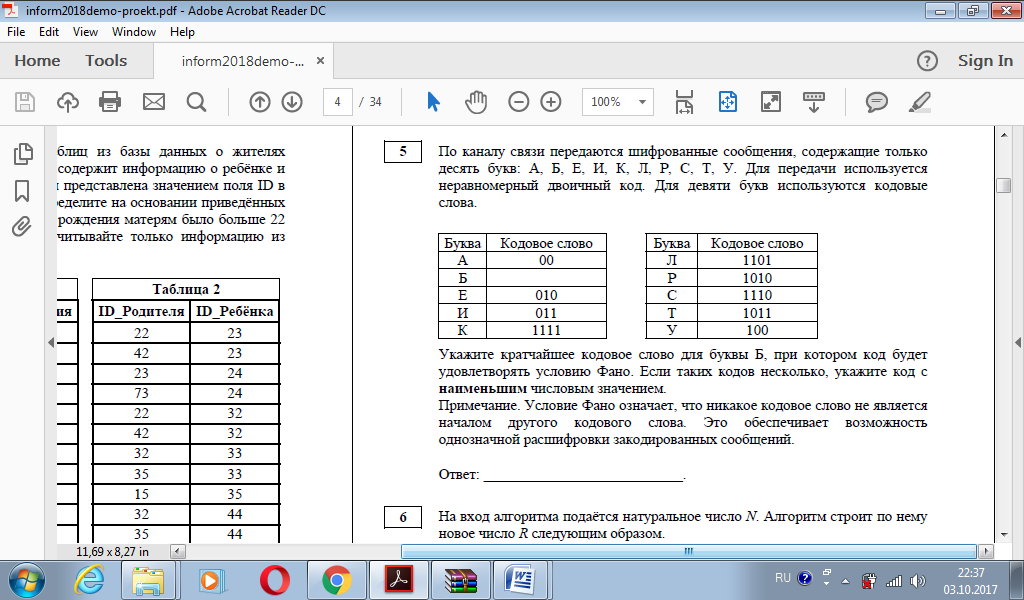 inform2018demo-proekt.pdf - Adobe Acrobat Reader DC
File Edit View Window Help
Home Tools inform2018demo-... × Sign In
4 / 34 100%
блиц из базы данных о жителях
содержит информацию о ребёнке и
представлена значением поля ID в
ределите на основании приведённых
рождения матерям было больше 22
читывайте только информацию из
Таблица 2
ия ID_Родителя ID_Ребёнка
22 23
42 23
23 24
73 24
22 32
42 32
32 33
35 33
15 35
32 44
35 44
11,69 x 8,27 in
5
По каналу связи передаются шифрованные сообщения, содержащие только
десять букв: А, Б, Е, И, К, Л, Р, С, Т, У. Для передачи используется
неравномерный двоичный код. Для девяти букв используются кодовые
слова.
Буква Кодовое слово Буква Кодовое слово
А 00 Л 1101
Б Р 1010
Е 010 С 1110
И 011 Т 1011
К 1111 У 100
Укажите кратчайшее кодовое слово для буквы Б, при котором код будет
удовлетворять условию Фано. Если таких кодов несколько, укажите код с
наименьшим числовым значением.
Примечание. Условие Фано означает, что никакое кодовое слово не является
началом другого кодового слова. Это обеспечивает возможность
однозначной расшифровки закодированных сообщений.
Ответ: ___________________________.
6
На вход алгоритма подаётся натуральное число N. Алгоритм строит по нему
новое число R следующим образом.
RU 22:37
03.10.2017